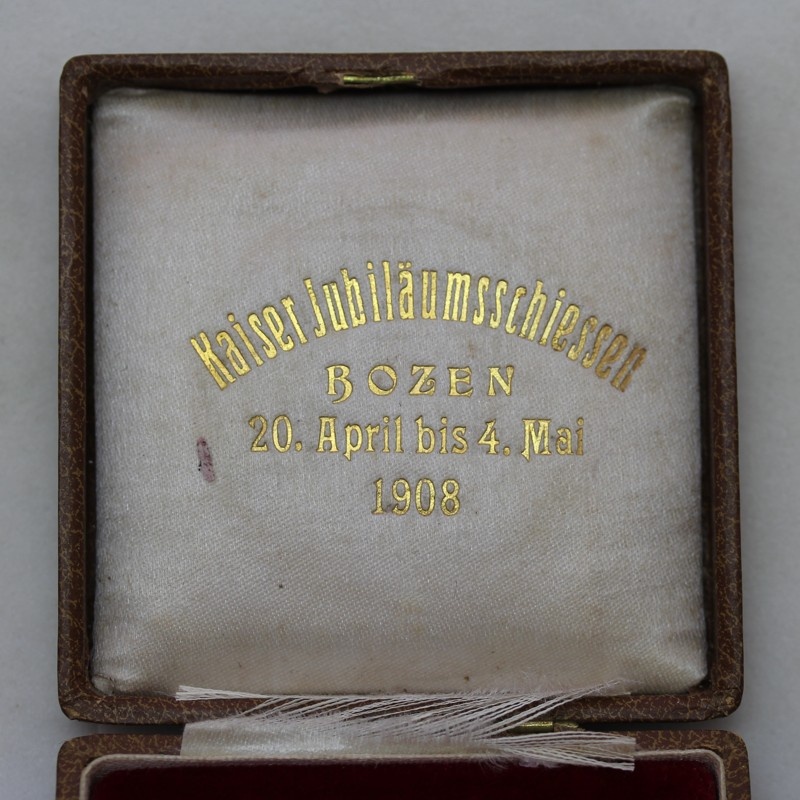 Kaiser Jubiläumsschiessen
BOZEN
20. April bis 4. Mai
1908